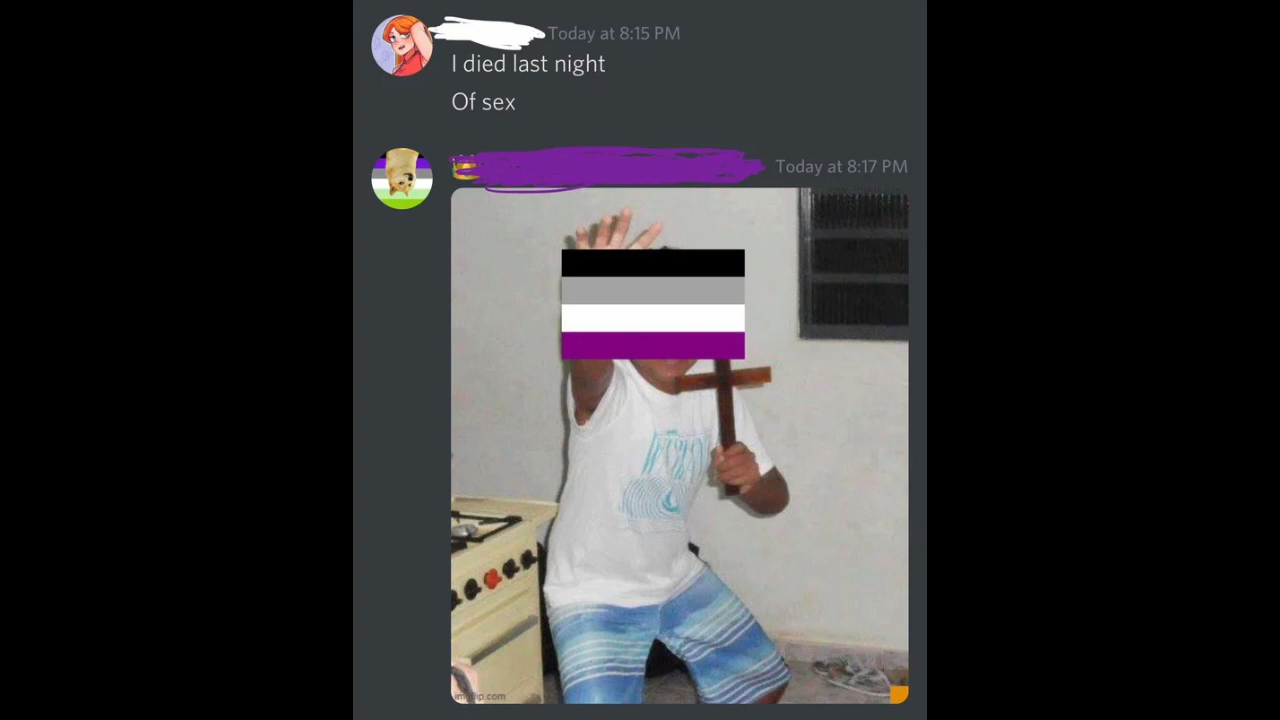 Today at 8:15 PM
I died last night
Of sex
Today at 8:17 PM